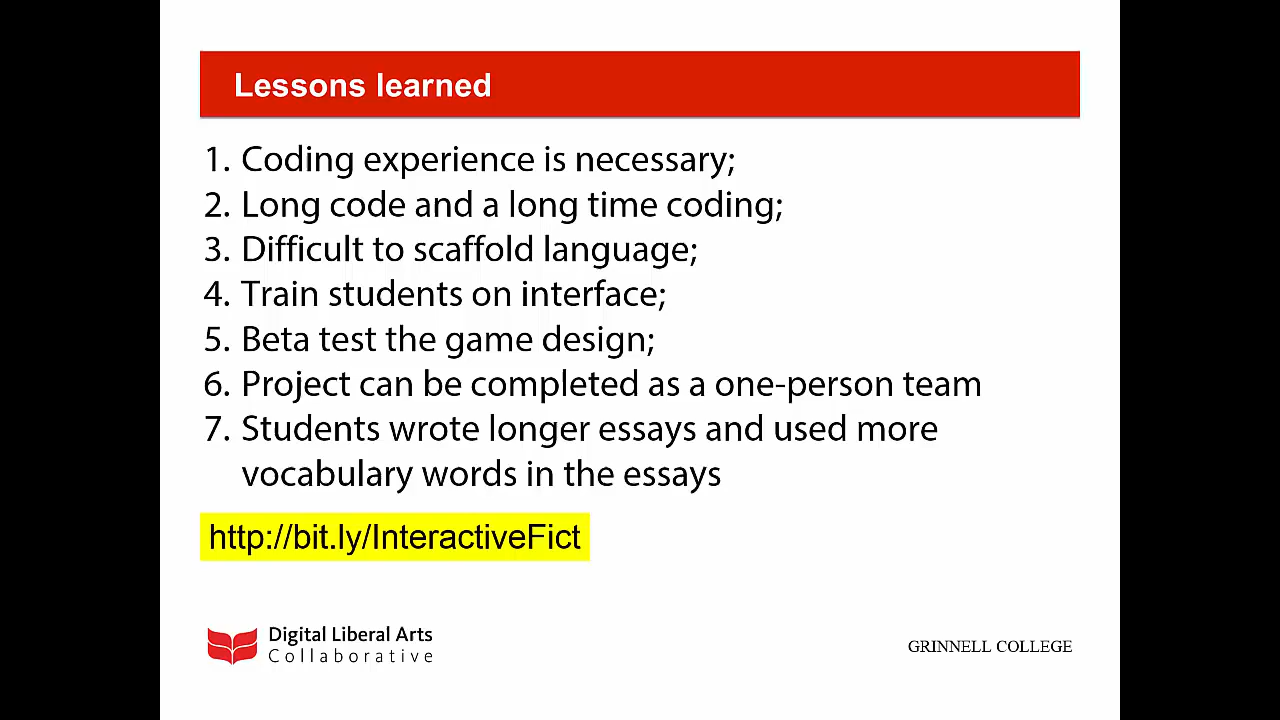 Lessons learned
1. Coding experience is necessary;
2. Long code and a long time coding;
3. Difficult to scaffold language;
4. Train students on interface;
5. Beta test the game design;
6. Project can be completed as a one-person team
7. Students wrote longer essays and used more
vocabulary words in the essays
http://bit.ly/InteractiveFict
Digital Liberal Arts
Collaborative
GRINNELL COLLEGE